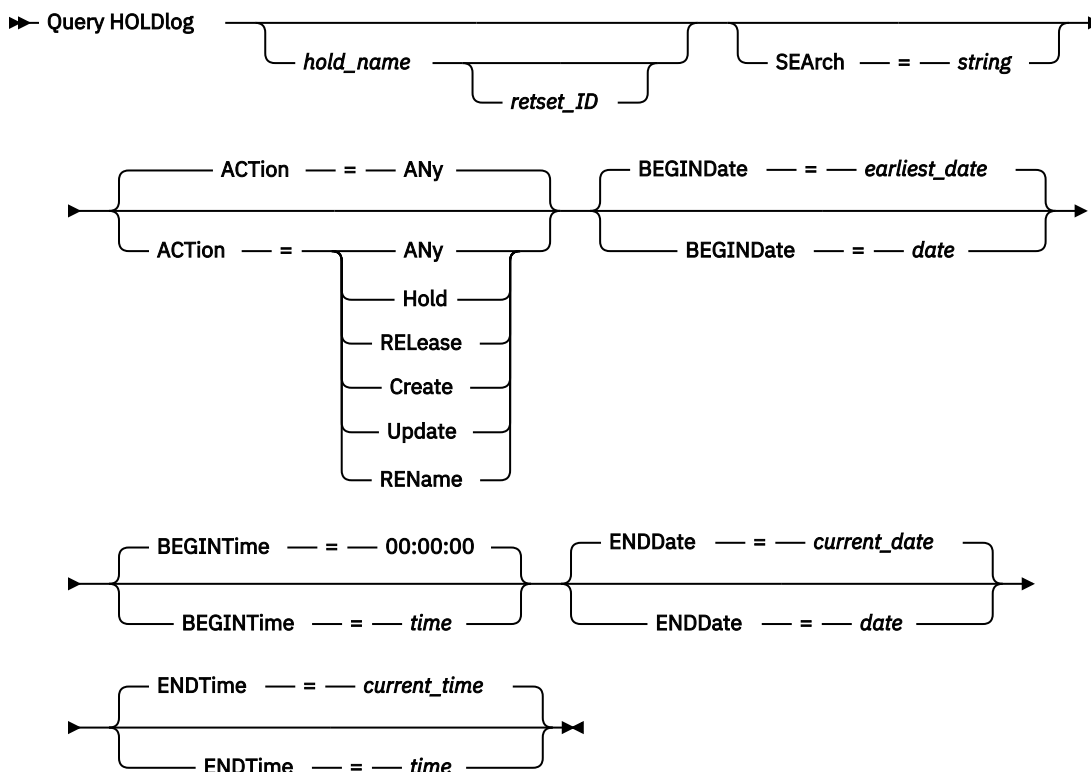 Query HOLDlog
hold_name
retset_ID
SEArch = string
ACTion = ANy
ACTion = ANy
Hold
RELease
Create
Update
REName
BEGINDate = earliest_date
BEGINDate = date
BEGINTime = 00:00:00
BEGINTime = time
ENDDate = current_date
ENDDate = date
ENDTime = current_time
ENDTime = time